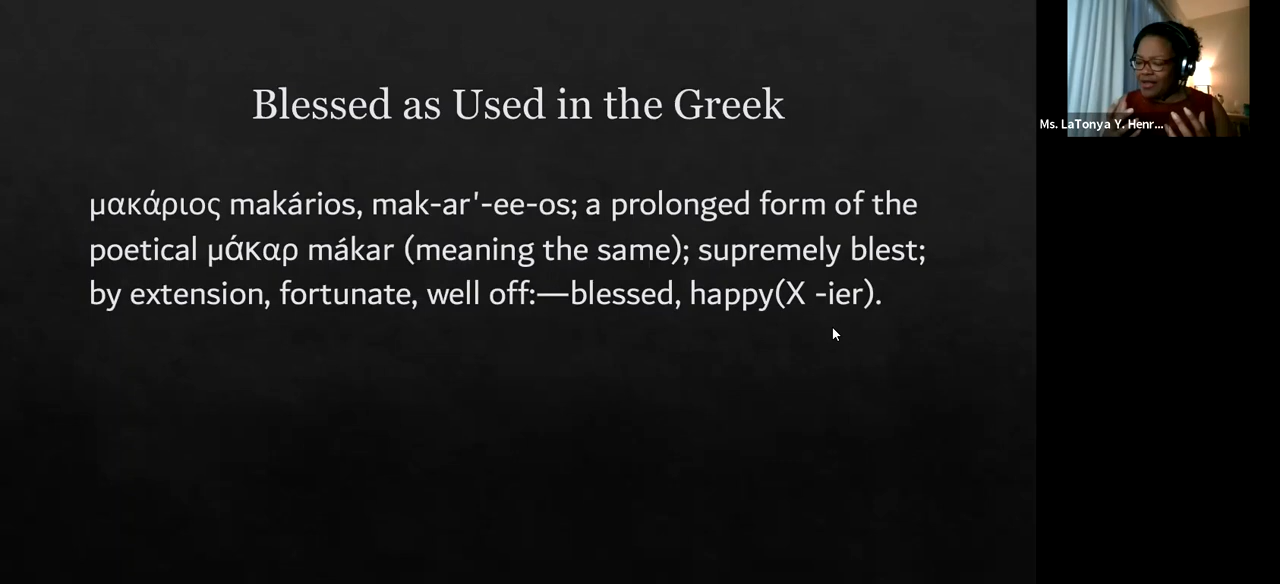 Blessed as Used in the Greek
μακάριος makários, mak-ar'-ee-os; a prolonged form of the
poetical μάκαρ mákar (meaning the same); supremely blest;
by extension, fortunate, well off:—blessed, happy(X -ier).
Ms. LaTonya Y. Henr...